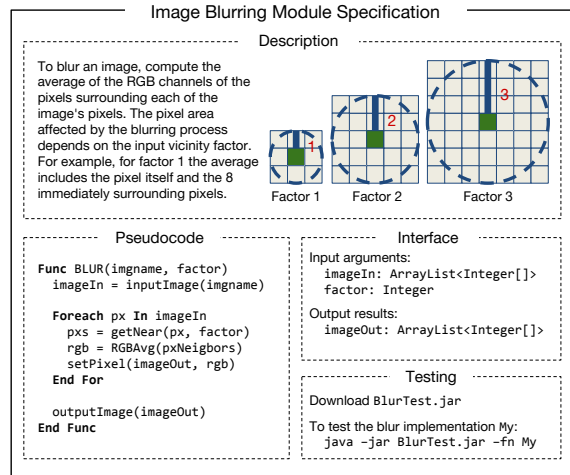 Image Blurring Module Specification
Description
To blur an image, compute the
average of the RGB channels of the
pixels surrounding each of the
image's pixels. The pixel area
affected by the blurring process
depends on the input vicinity factor.
For example, for factor 1 the average
includes the pixel itself and the 8
immediately surrounding pixels.
1
2
3
Factor 1
Factor 2
Factor 3
Pseudocode
Func BLUR(imgname, factor)
imageIn = inputImage(imgname)
Foreach px In imageIn
pxs = getNear(px, factor)
rgb = RGBAvg(pxNeigbors)
setPixel(imageOut, rgb)
End For
outputImage(imageOut)
End Func
Interface
Input arguments:
imageIn: ArrayList<Integer[]>
factor: Integer
Output results:
imageOut: ArrayList<Integer[]>
Testing
Download BlurTest.jar
To test the blur implementation My:
java –jar BlurTest.jar –fn My